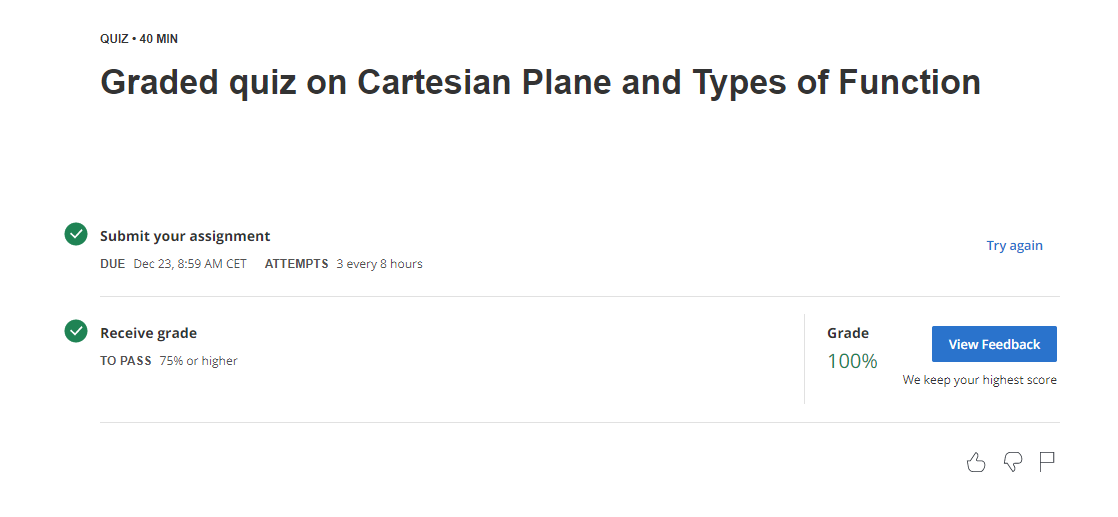 QUIZ • 40 MIN
Graded quiz on Cartesian Plane and Types of Function
Submit your assignment
DUE Dec 23, 8:59 AM CET ATTEMPTS 3 every 8 hours
Try again
Receive grade
TO PASS 75% or higher
Grade
100%
View Feedback
We keep your highest score